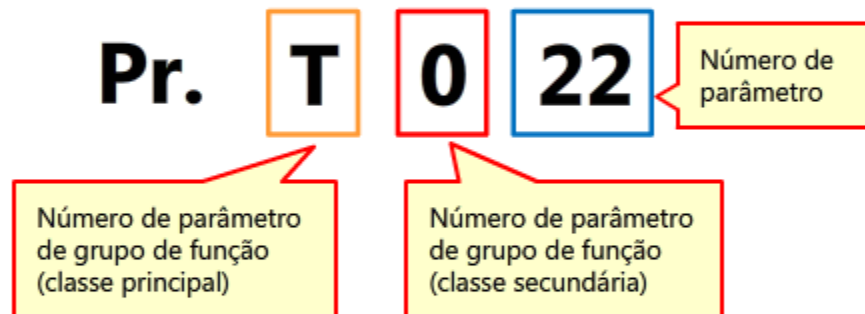 Pr. T 0 22
Número de
parâmetro
Número de parâmetro
de grupo de função
(classe principal)
Número de parâmetro
de grupo de função
(classe secundária)